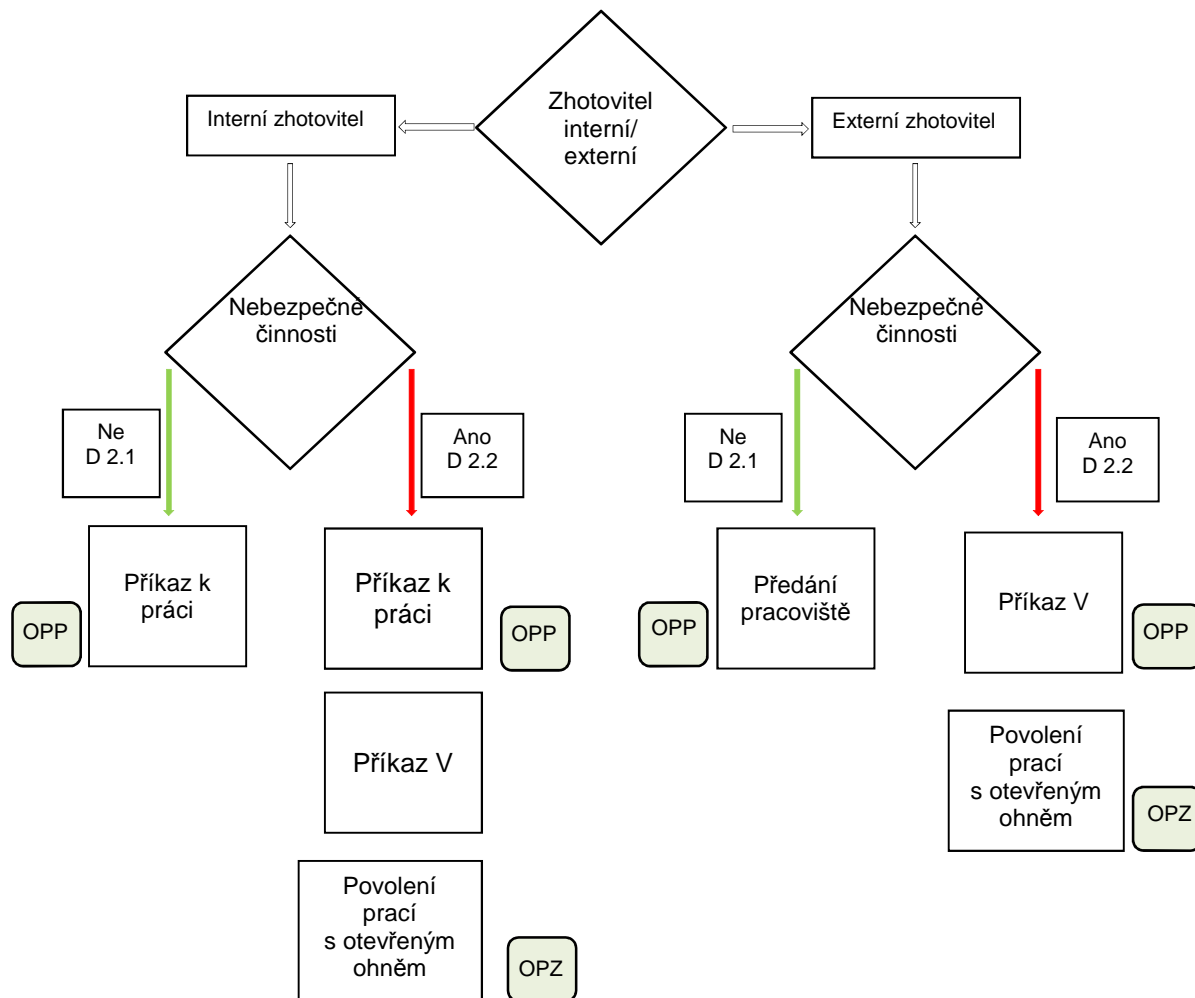 Zhotovitel
interní/
externí
Interní zhotovitel
Externí zhotovitel
Nebezpečné
činnosti
Nebezpečné
činnosti
Ne
D 2.1
Ano
D 2.2
Ne
D 2.1
Ano
D 2.2
Příkaz k
práci
OPP
Příkaz k
práci
OPP
Předání
pracoviště
OPP
Příkaz V
OPP
Příkaz V
Povolení
prací
s otevřeným
ohněm
OPZ
Povolení
prací
s otevřeným
ohněm
OPZ